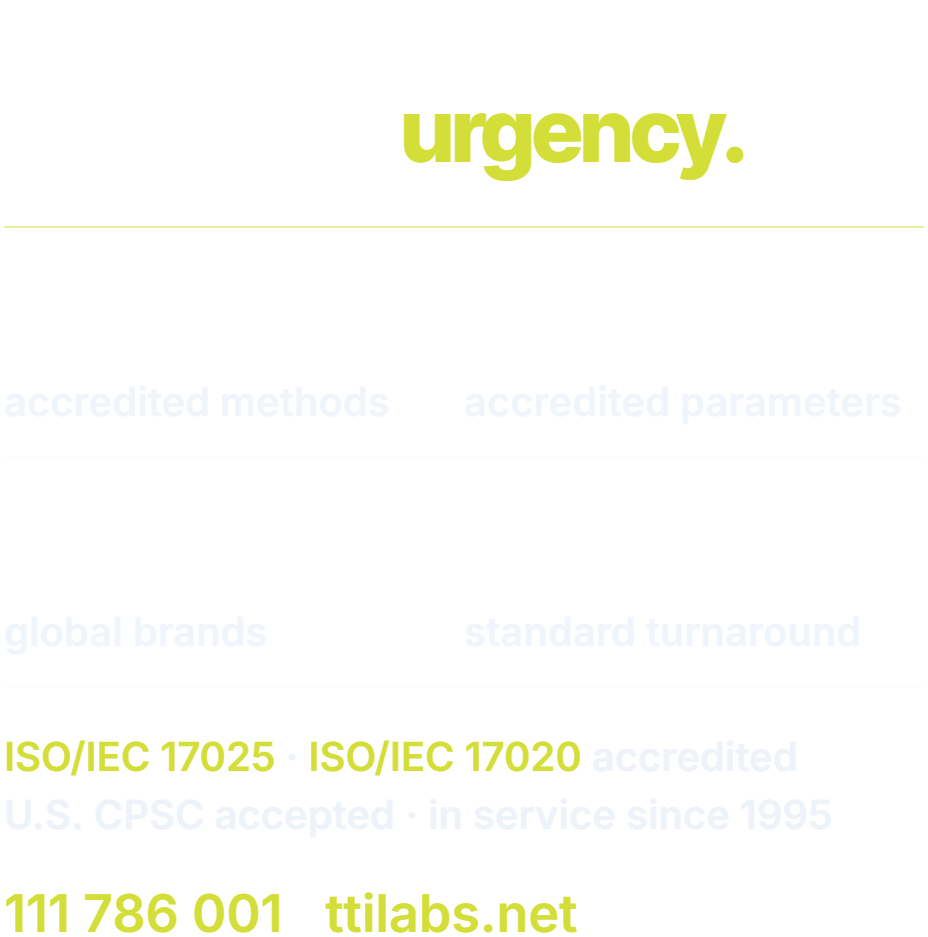 urgency.
accredited methods accredited parameters
global brands standard turnaround
ISO/IEC 17025 · ISO/IEC 17020 accredited
U.S. CPSC accepted · in service since 1995
111 786 001 ttilabs.net